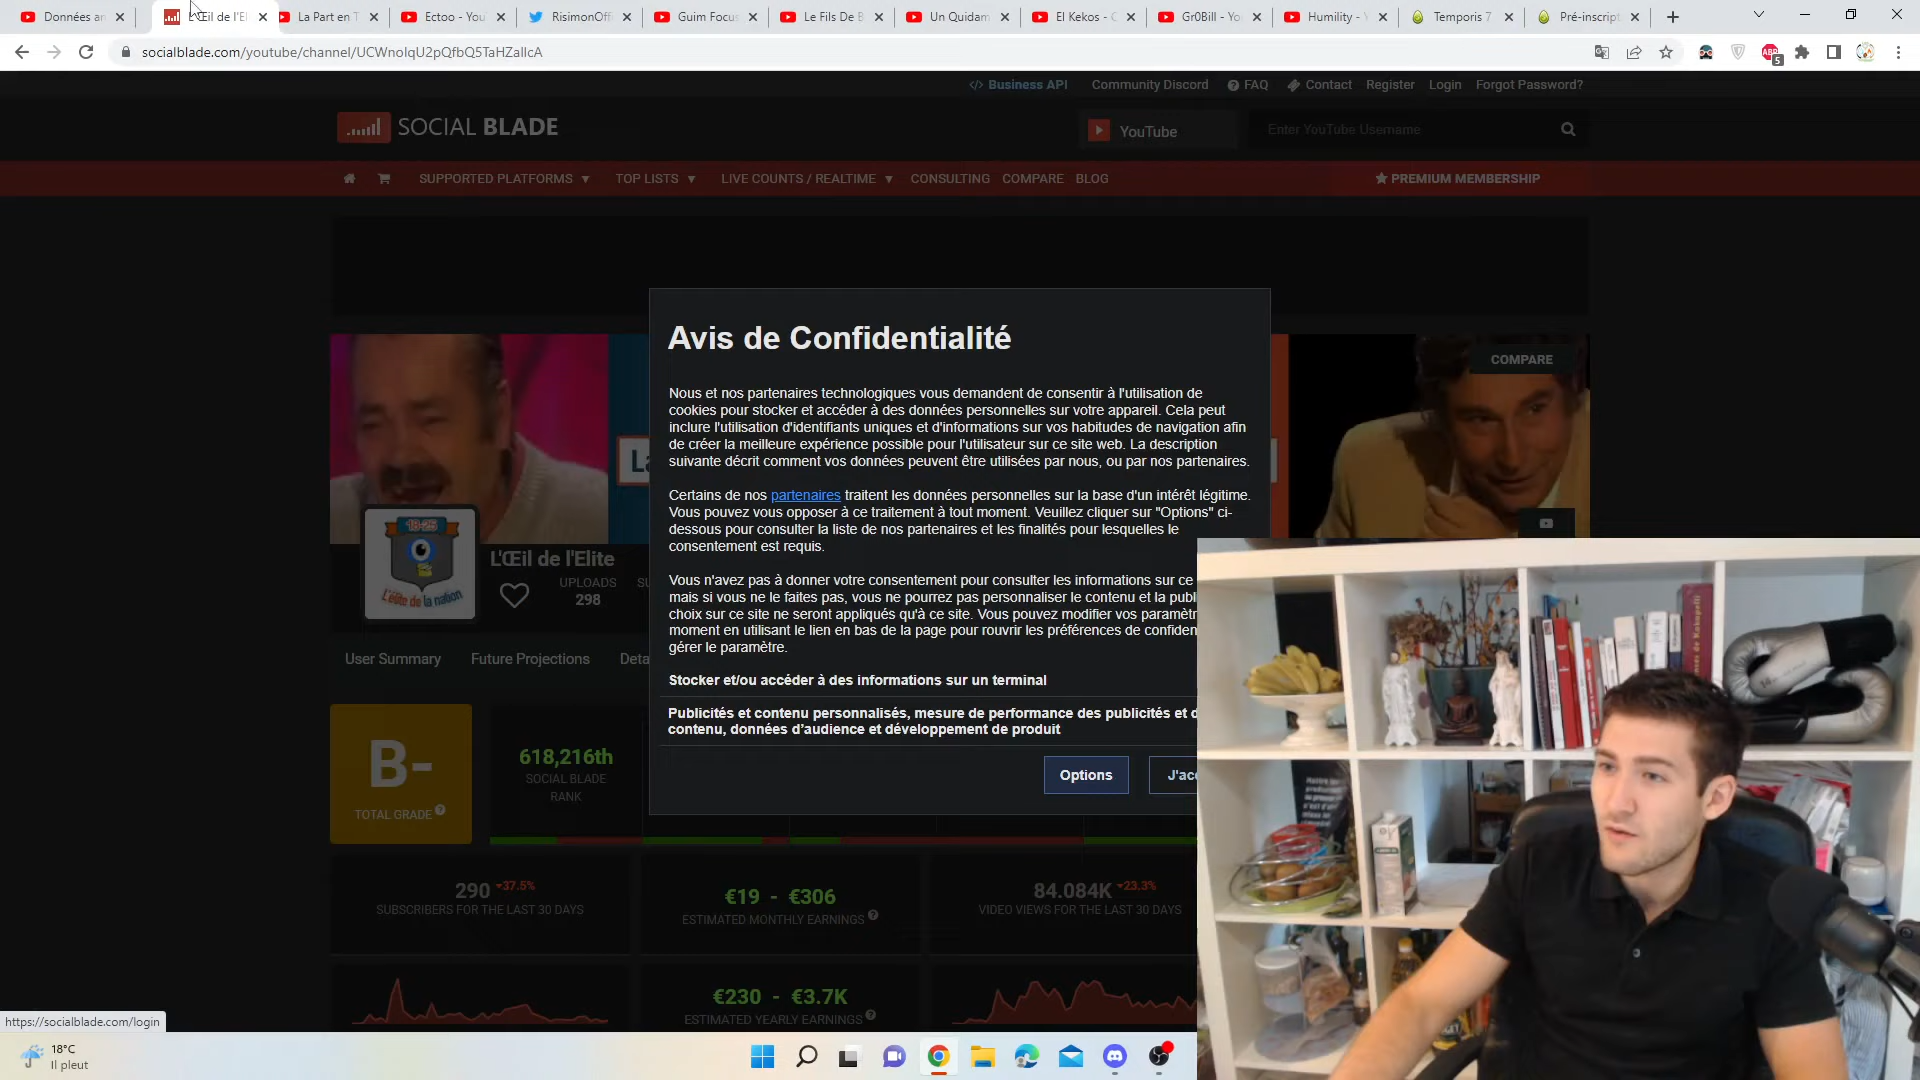 Données an
Œil de l'El
La Part en T
Ectoo - You
RisimonOffi
Guim Focus
Le Fils De B
Un Quidam
El Kekos - C
Gr0Bill - Yo
Humility - Y
Temporis 7
Pré-inscript
socialblade.com/youtube/channel/UCWnoIqU2pQfbQ5TaHZaIlcA
ABP
5
</> Business API
Community Discord
FAQ
Contact
Register
Login
Forgot Password?
SOCIAL BLADE
YouTube
Enter YouTube Username
SUPPORTED PLATFORMS
TOP LISTS
LIVE COUNTS / REALTIME
CONSULTING
COMPARE
BLOG
PREMIUM MEMBERSHIP
COMPARE
Avis de Confidentialité
Nous et nos partenaires technologiques vous demandent de consentir à l'utilisation de
cookies pour stocker et accéder à des données personnelles sur votre appareil. Cela peut
inclure l'utilisation d'identifiants uniques et d'informations sur vos habitudes de navigation afin
de créer la meilleure expérience possible pour l'utilisateur sur ce site web. La description
suivante décrit comment vos données peuvent être utilisées par nous, ou par nos partenaires.
Certains de nos partenaires traitent les données personnelles sur la base d'un intérêt légitime.
Vous pouvez vous opposer à ce traitement à tout moment. Veuillez cliquer sur "Options" ci-
dessous pour consulter la liste de nos partenaires et les finalités pour lesquelles le
consentement est requis.
Vous n'avez pas à donner votre consentement pour consulter les informations sur ce
mais si vous ne le faites pas, vous ne pourrez pas personnaliser le contenu et la publ
choix sur ce site ne seront appliqués qu'à ce site. Vous pouvez modifier vos paramètr
moment en utilisant le lien en bas de la page pour rouvrir les préférences de confiden
gérer le paramètre.
Stocker et/ou accéder à des informations sur un terminal
Publicités et contenu personnalisés, mesure de performance des publicités et d
contenu, données d'audience et développement de produit
Options
J'acc
18-25
L'élite de la nation
L'Œil de l'Elite
UPLOADS
298
SU
User Summary
Future Projections
Deta
B-
TOTAL GRADE
618,216th
SOCIAL BLADE
RANK
290 -37.5%
SUBSCRIBERS FOR THE LAST 30 DAYS
€19 - €306
ESTIMATED MONTHLY EARNINGS
84.084K -23.3%
VIDEO VIEWS FOR THE LAST 30 DAYS
€230 - €3.7K
ESTIMATED YEARLY EARNINGS
https://socialblade.com/login
18°C
Il pleut